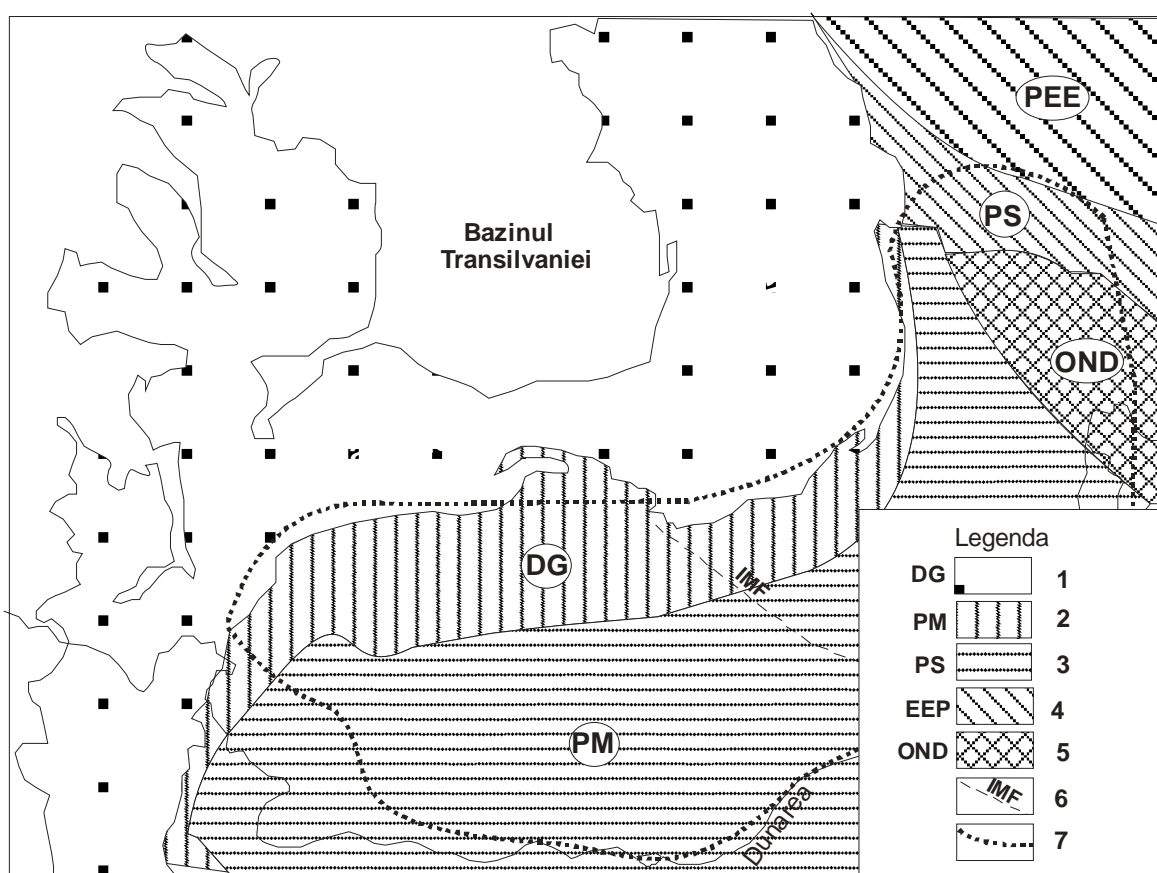 PEE
PS
Bazinul
Transilvaniei
OND
DG
IMF
PM
Dunarea
Legenda
DG 1
PM 2
PS 3
EEP 4
OND 5
IMF 6
7